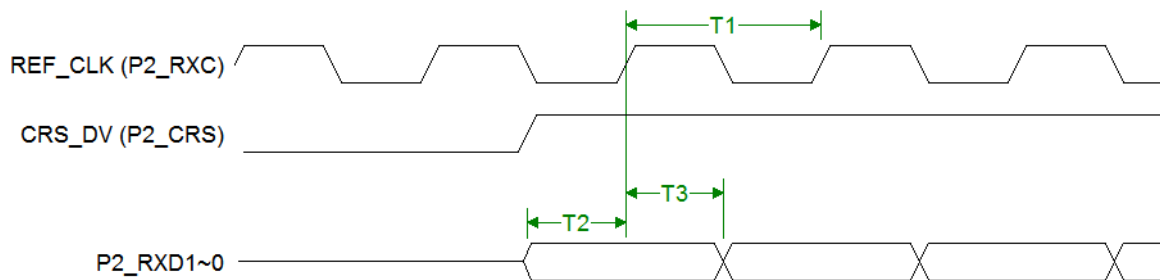 T1
REF_CLK (P2_RXC)
CRS_DV (P2_CRS)
T3
T2
P2_RXD1~0